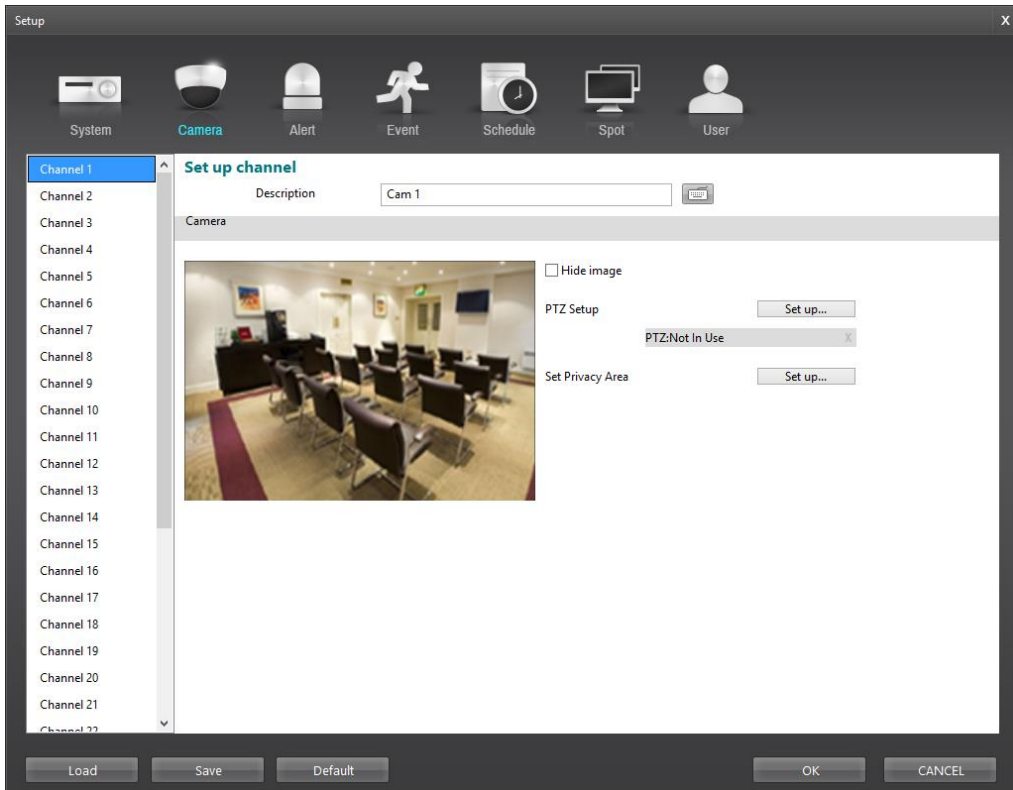 Setup X
System Camera Alert Event Schedule Spot User
Channel 1
Channel 2
Channel 3
Channel 4
Channel 5
Channel 6
Channel 7
Channel 8
Channel 9
Channel 10
Channel 11
Channel 12
Channel 13
Channel 14
Channel 15
Channel 16
Channel 17
Channel 18
Channel 19
Channel 20
Channel 21
Channel 22
Set up channel
Description Cam 1
Camera
Hide image
PTZ Setup Set up...
PTZ:Not In Use X
Set Privacy Area Set up...
Load Save Default OK CANCEL